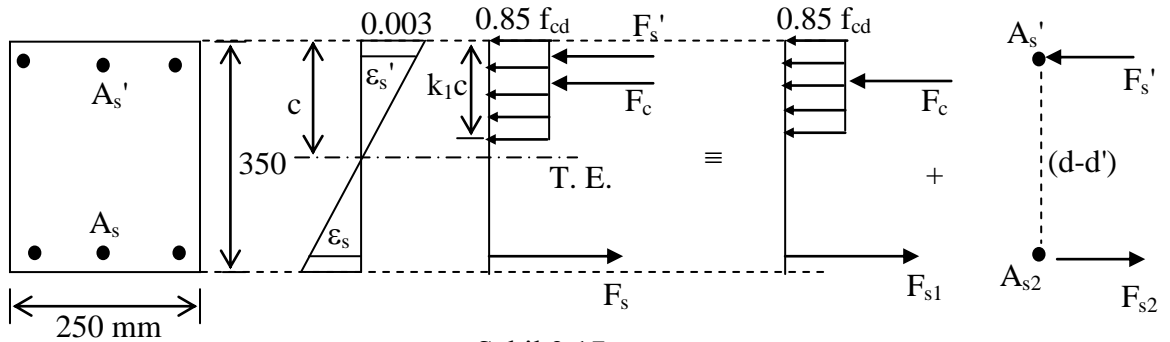 0.003
0.85 f_cd
F_s'
0.85 f_cd
A_s'
A_s'
ε_s'
c
k_1c
F_c
F_c
F_s'
350
T. E.
≡
+
(d-d')
A_s
ε_s
F_s
F_s1
A_s2
F_s2
250 mm